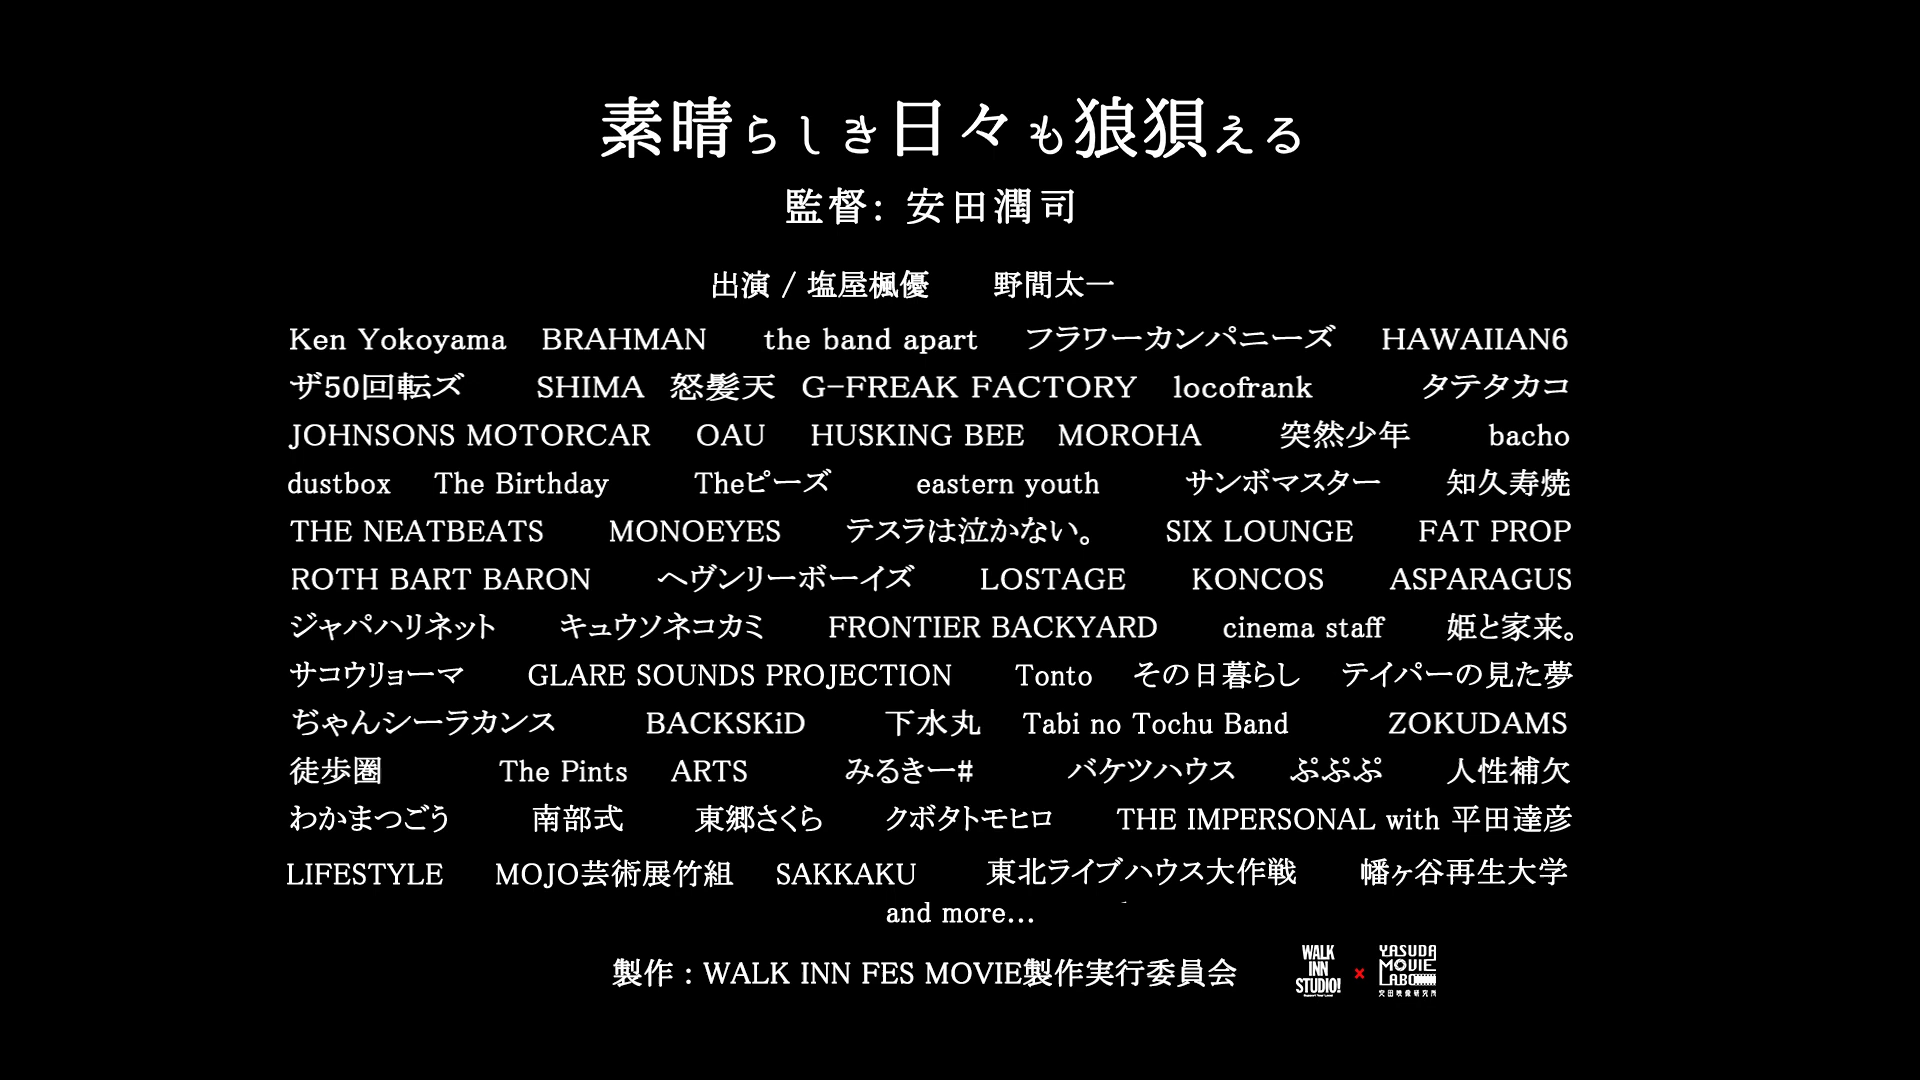 素晴らしき日々も狼狽える
監督: 安田潤司
出演 / 塩屋楓優 野間太一
Ken Yokoyama BRAHMAN the band apart フラワーカンパニーズ HAWAIIAN6
ザ50回転ズ SHIMA 怒髪天 G-FREAK FACTORY locofrank タテタカコ
JOHNSONS MOTORCAR OAU HUSKING BEE MOROHA 突然少年 bacho
dustbox The Birthday Theピーズ eastern youth サンボマスター 知久寿焼
THE NEATBEATS MONOEYES テスラは泣かない。 SIX LOUNGE FAT PROP
ROTH BART BARON ヘヴンリーボーイズ LOSTAGE KONCOS ASPARAGUS
ジャパハリネット キュウソネコカミ FRONTIER BACKYARD cinema staff 姫と家来。
サコウリョーマ GLARE SOUNDS PROJECTION Tonto その日暮らし テイパーの見た夢
ぢゃんシーラカンス BACKSKiD 下水丸 Tabi no Tochu Band ZOKUDAMS
徒歩圏 The Pints ARTS みるきー# バケツハウス ぷぷぷ 人性補欠
わかまつごう 南部式 東郷さくら クボタトモヒロ THE IMPERSONAL with 平田達彦
LIFESTYLE MOJO芸術展竹組 SAKKAKU 東北ライブハウス大作戦 幡ヶ谷再生大学
and more...
製作 : WALK INN FES MOVIE製作実行委員会
WALK INN STUDIO! × YASUDA MOVIE LABO
安田映像研究所